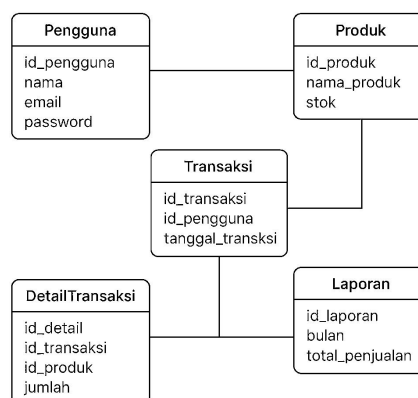 Pengguna
id_pengguna
nama
email
password
Produk
id_produk
nama_produk
stok
Transaksi
id_transaksi
id_pengguna
tanggal_transksi
DetailTransaksi
id_detail
id_transaksi
id_produk
jumlah
Laporan
id_laporan
bulan
total_penjualan